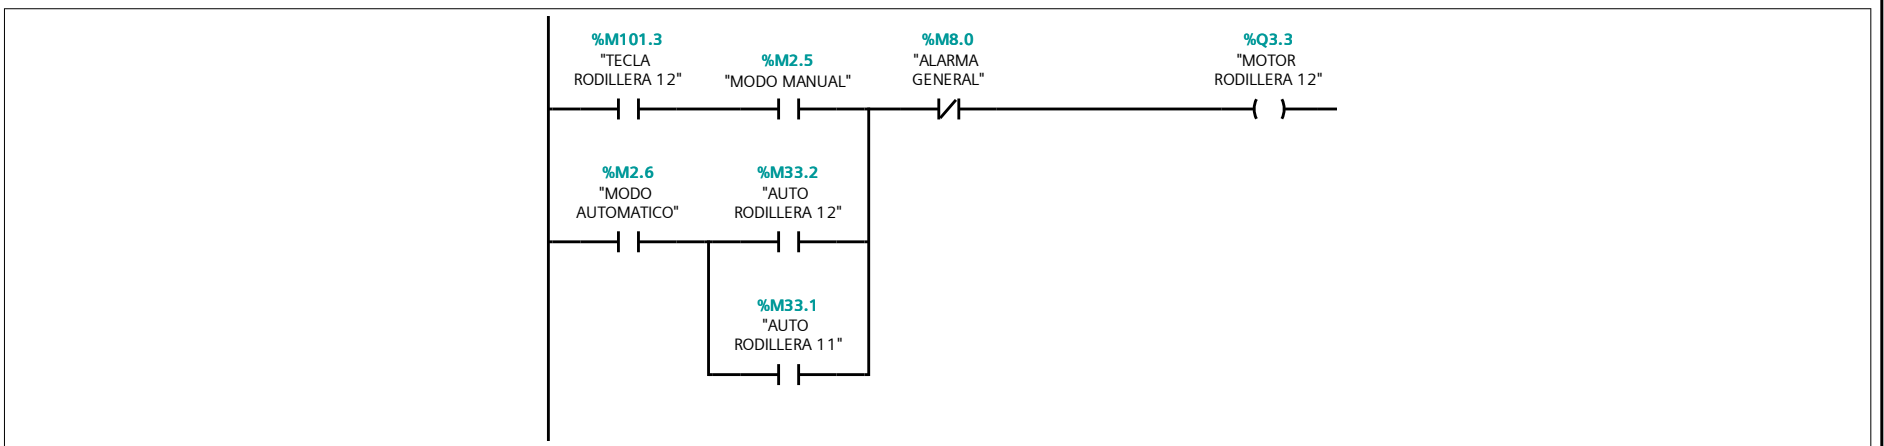 %M101.3
"TECLA
RODILLERA 12"
%M2.5
"MODO MANUAL"
%M8.0
"ALARMA
GENERAL"
%Q3.3
"MOTOR
RODILLERA 12"
%M2.6
"MODO
AUTOMATICO"
%M33.2
"AUTO
RODILLERA 12"
%M33.1
"AUTO
RODILLERA 11"